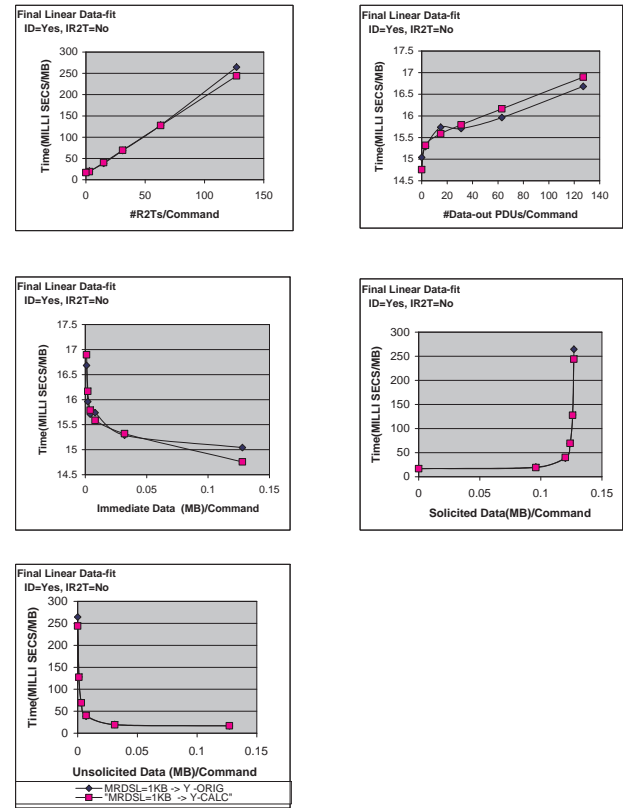 Final Linear Data-fit
ID=Yes, IR2T=No
Time(MILLI SECS/MB)
300
250
200
150
100
50
0
0
50
100
150
#R2Ts/Command
Final Linear Data-fit
ID=Yes, IR2T=No
Time(MILLI SECS/MB)
17.5
17
16.5
16
15.5
15
14.5
0 20 40 60 80 100 120 140
#Data-out PDUs/Command
Final Linear Data-fit
ID=Yes, IR2T=No
Time(MILLI SECS/MB)
17.5
17
16.5
16
15.5
15
14.5
0
0.05
0.1
0.15
Immediate Data (MB)/Command
Final Linear Data-fit
ID=Yes, IR2T=No
Time(MILLI SECS/MB)
300
250
200
150
100
50
0
0
0.05
0.1
0.15
Solicited Data(MB)/Command
Final Linear Data-fit
ID=Yes, IR2T=No
Time(MILLI SECS/MB)
300
250
200
150
100
50
0
0
0.05
0.1
0.15
Unsolicited Data (MB)/Command
MRDSL=1KB -> Y -ORIG
"MRDSL=1KB -> Y-CALC"